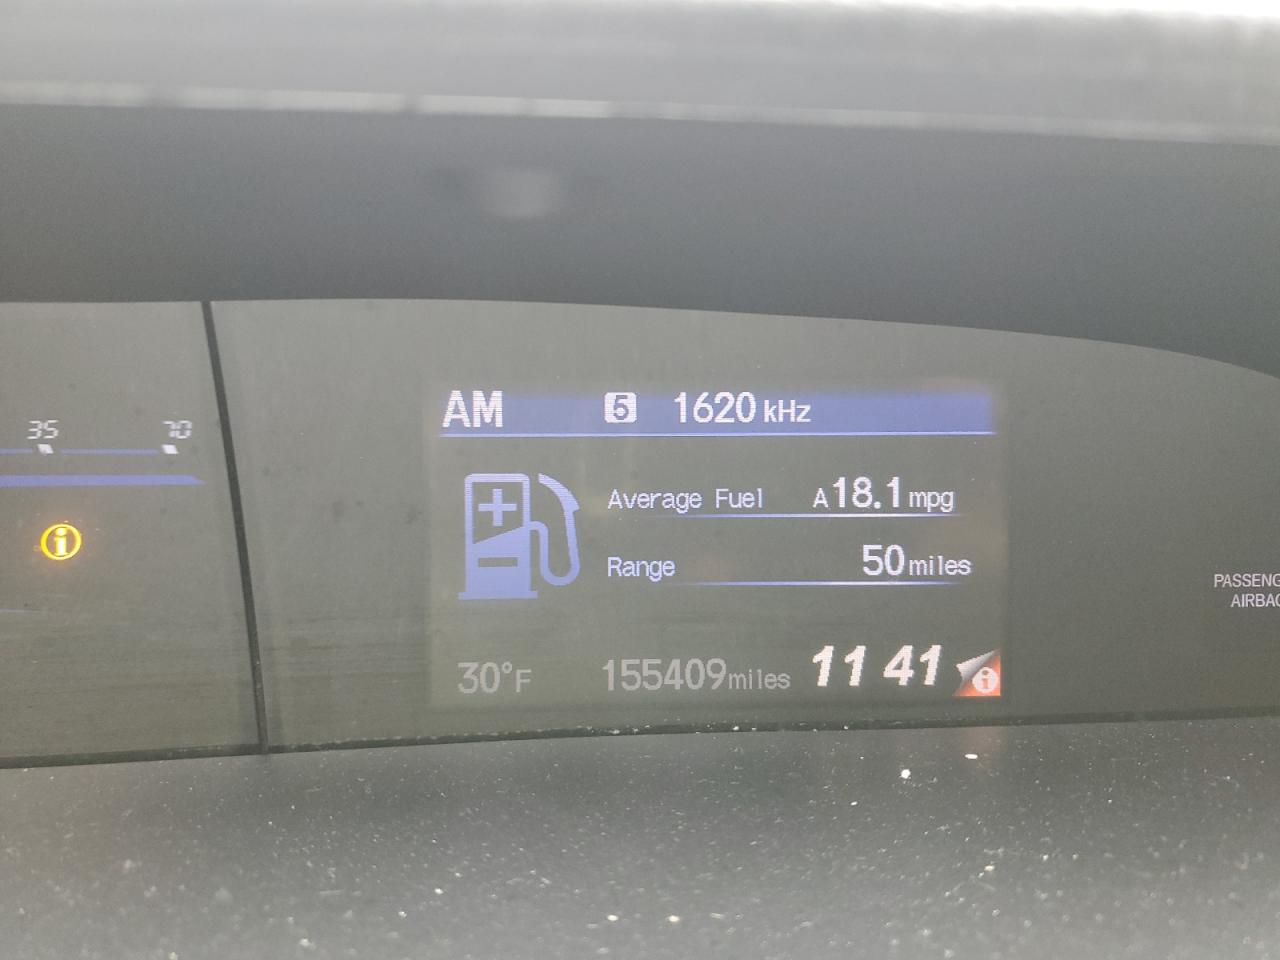 AM 5 1620 kHz
35 70
Average Fuel A18.1 mpg
i
Range 50 miles
PASSENG
AIRBAG
30°F 155409 miles 11 41 i